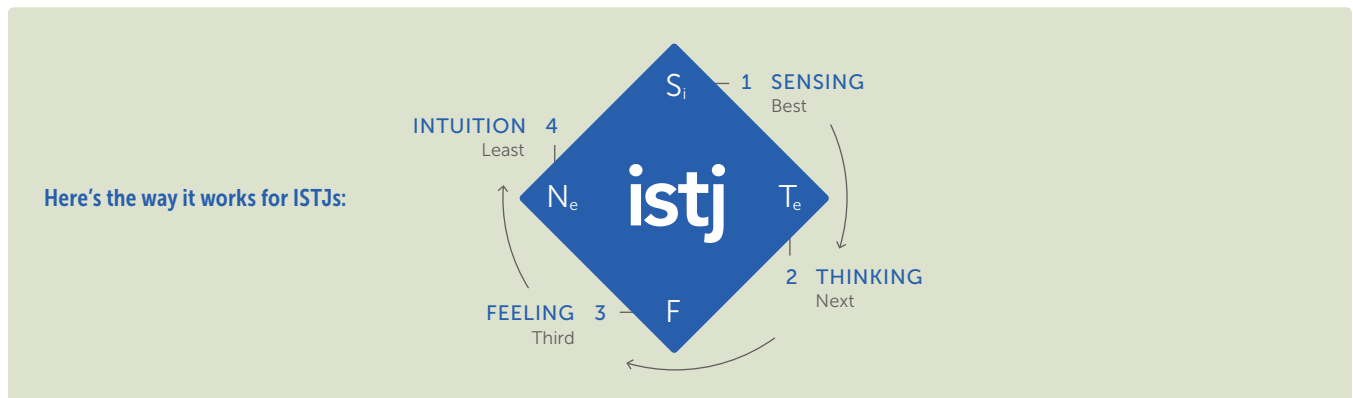 Here's the way it works for ISTJs:
Si
1 SENSING
Best
INTUITION 4
Least
Ne
istj
Te
2 THINKING
Next
FEELING 3
Third
F